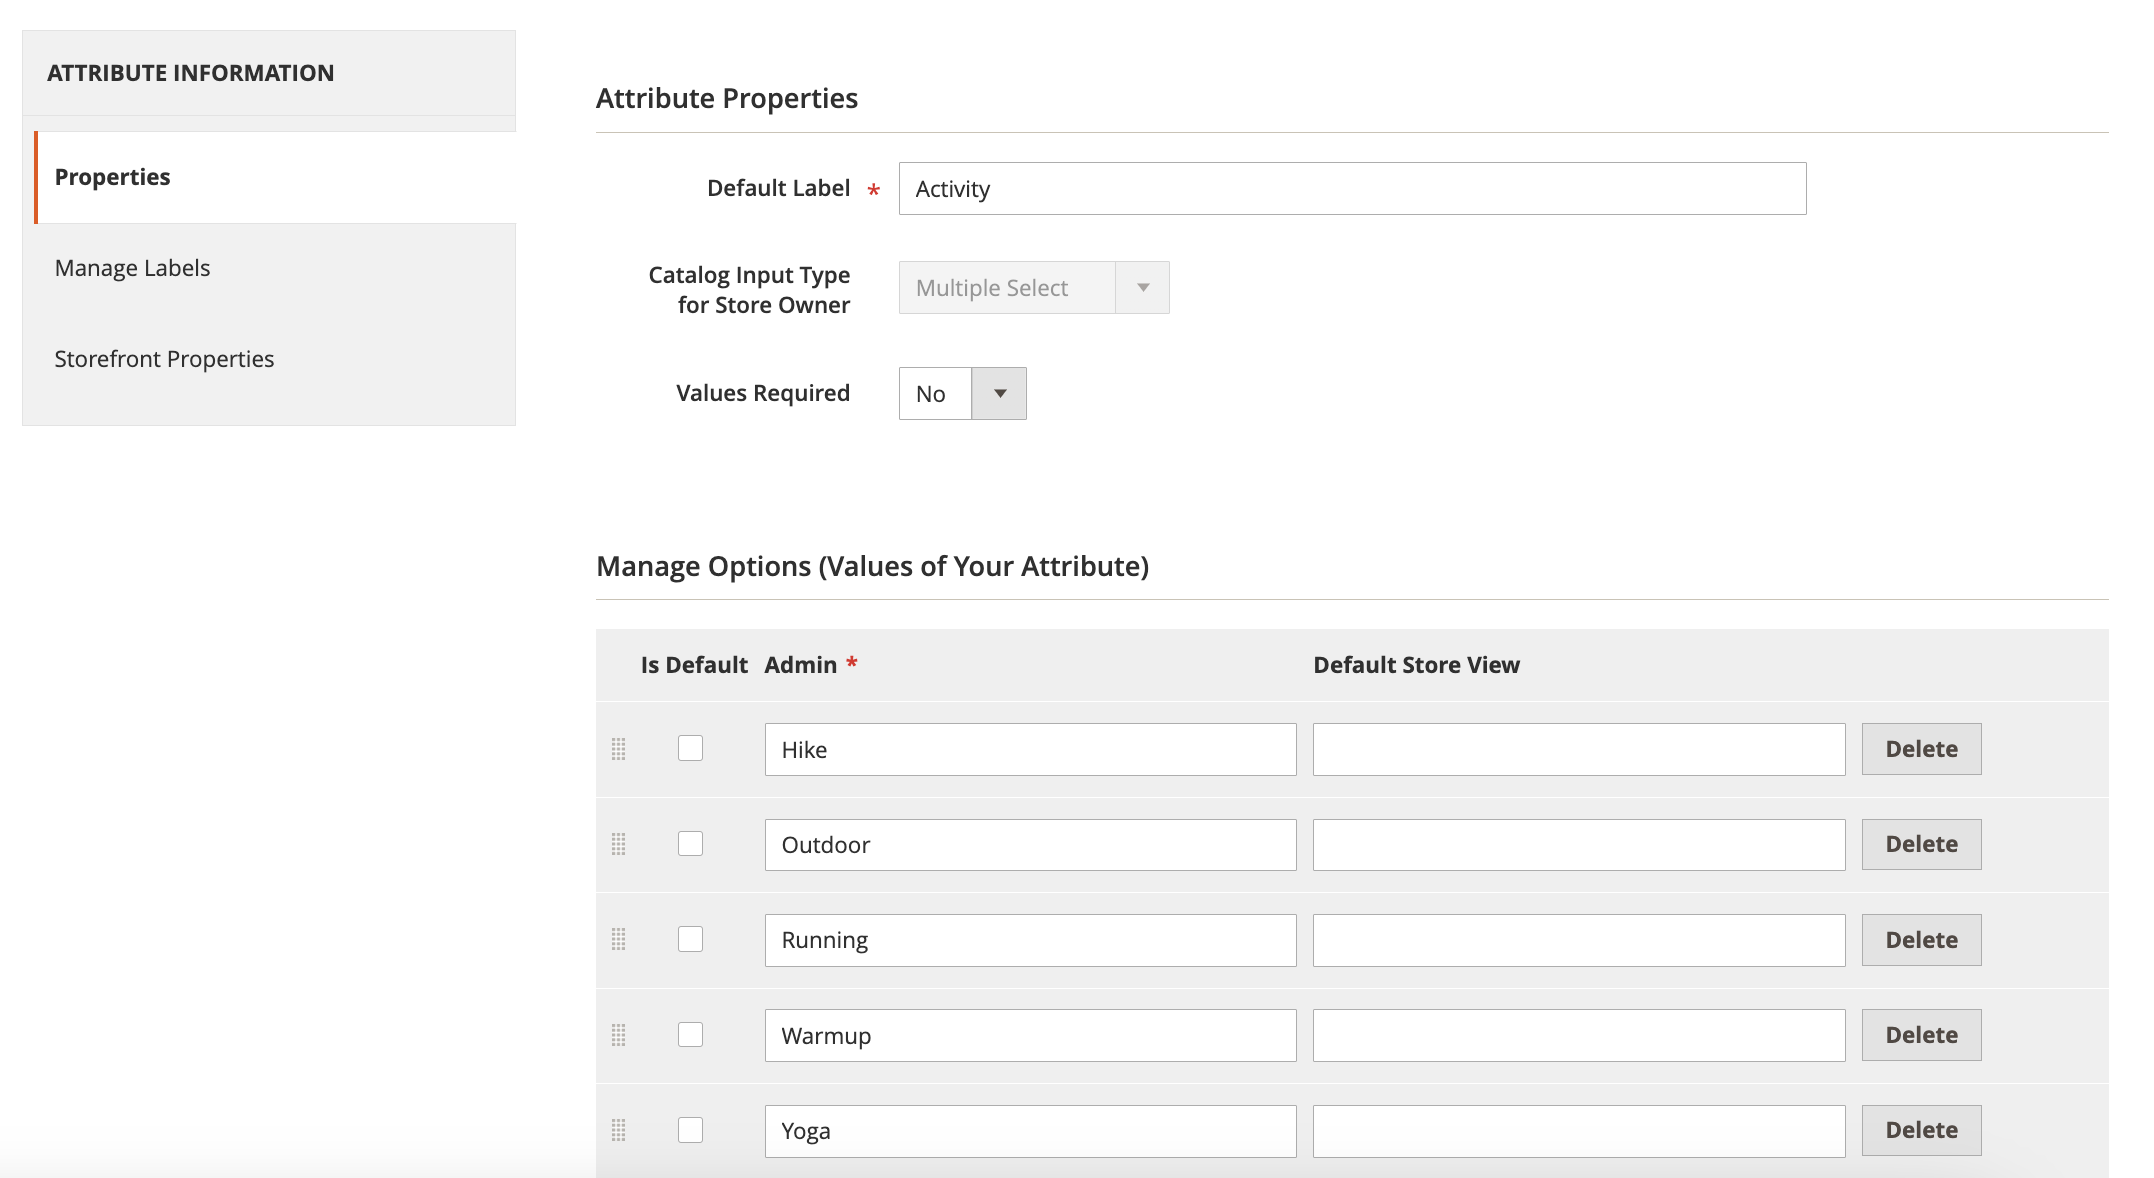 ATTRIBUTE INFORMATION
Properties
Manage Labels
Storefront Properties
Attribute Properties
Default Label *
Activity
Catalog Input Type
for Store Owner
Multiple Select
Values Required
No
Manage Options (Values of Your Attribute)
Is Default Admin * Default Store View
Hike Delete
Outdoor Delete
Running Delete
Warmup Delete
Yoga Delete